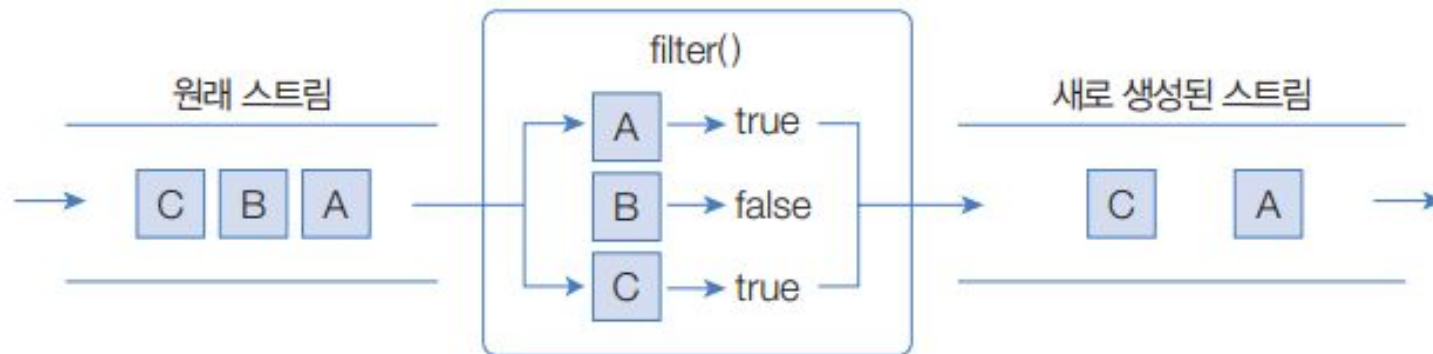 filter()
원래 스트림
새로 생성된 스트림
A true
C B A
B false
C A
C true